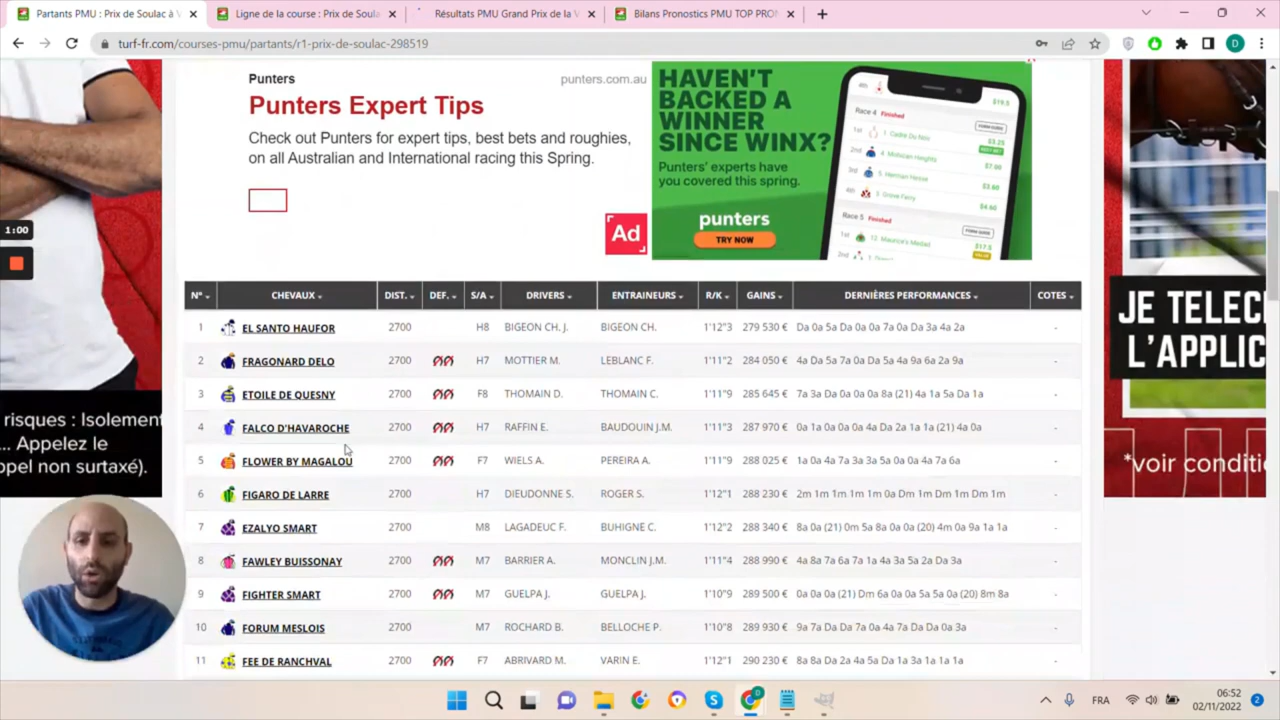 Partants PMU : Prix de Soulac à V
Ligne de la course : Prix de Soula
Résultats PMU Grand Prix de la V
Bilans Pronostics PMU TOP PRON
turf-fr.com/courses-pmu/partants/r1-prix-de-soulac-298519
Punters
punters.com.au
Punters Expert Tips
Check out Punters for expert tips, best bets and roughies,
on all Australian and International racing this Spring.
Ad
HAVEN'T
BACKED A
WINNER
SINCE WINX?
Punters' experts have
you covered this spring.
punters
TRY NOW
Race 4 Finished
Race 5 Finished
1:00
N° CHEVAUX DIST. DEF. S/A DRIVERS ENTRAINEURS R/K GAINS DERNIÈRES PERFORMANCES COTES
1 EL SANTO HAUFOR 2700 H8 BIGEON CH. J. BIGEON CH. 1'12"3 279 530 € Da 0a 5a Da 0a 0a 7a 0a Da 3a 4a 2a -
2 FRAGONARD DELO 2700 H7 MOTTIER M. LEBLANC F. 1'11"2 284 050 € 4a Da 5a 7a 0a Da 5a 4a 9a 6a 2a 9a -
3 ETOILE DE QUESNY 2700 F8 THOMAIN D. THOMAIN C. 1'11"9 285 645 € 7a 3a Da 0a 0a 0a 8a (21) 4a 1a 5a Da 1a -
4 FALCO D'HAVAROCHE 2700 H7 RAFFIN E. BAUDOUIN J.M. 1'11"3 287 970 € 0a 1a 0a 0a 0a 4a Da 2a 1a 1a (21) 4a 0a -
5 FLOWER BY MAGALOU 2700 F7 WIELS A. PEREIRA A. 1'11"9 288 025 € 1a 0a 4a 7a 3a 3a 5a 0a 0a 4a 7a 6a -
6 FIGARO DE LARRE 2700 H7 DIEUDONNE S. ROGER S. 1'12"1 288 230 € 2m 1m 1m 1m 1m 0a Dm 1m Dm 1m Dm 1m -
7 EZALYO SMART 2700 M8 LAGADEUC F. BUHIGNE C. 1'12"2 288 340 € 8a 0a (21) 0m 5a 8a 0a 0a (20) 4m 0a 9a 1a 1a -
8 FAWLEY BUISSONAY 2700 M7 BARRIER A. MONCLIN J.M. 1'11"4 288 990 € 4a 8a 7a 6a 7a 1a 4a 3a 5a 2a Da 3a -
9 FIGHTER SMART 2700 M7 GUELPA J. GUELPA J. 1'10"9 289 500 € 0a 0a 0a (21) Dm 6a 0a 0a 5a 5a 0a (20) 8m 8a -
10 FORUM MESLOIS 2700 M7 ROCHARD B. BELLOCHE P. 1'10"8 289 930 € 9a 7a Da Da 7a 0a 4a 7a Da 0a 3a -
11 FEE DE RANCHVAL 2700 F7 ABRIVARD M. VARIN E. 1'12"1 290 230 € 8a 8a Da 2a 4a 5a Da 1a 3a 1a 1a 1a -
risques : Isolement
... Appelez le
ppel non surtaxé).
JE TELEC
L'APPLIC
*voir conditi
FRA
06:52
02/11/2022
2